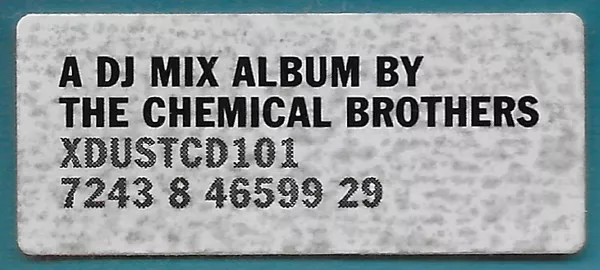 A DJ MIX ALBUM BY
THE CHEMICAL BROTHERS
XDUSTCD101
7243 8 46599 29